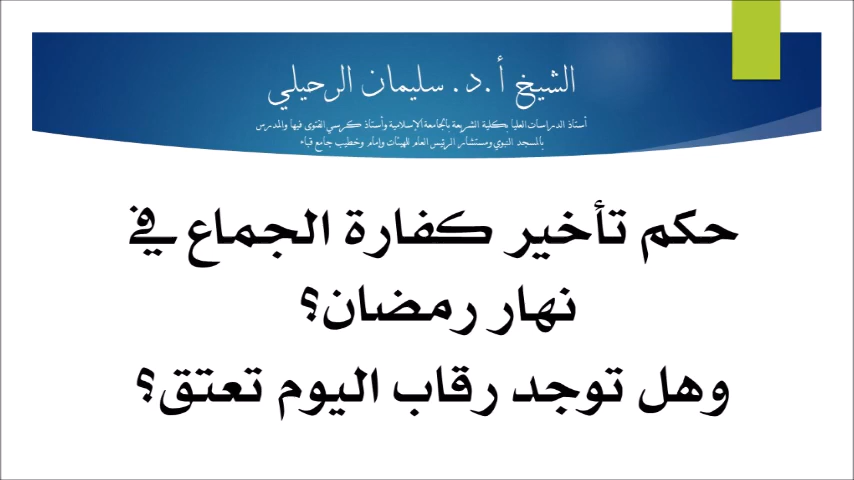 الشيخ أ.د. سليمان الرحيلي
أستاذ الدراسات العليا بكلية الشريعة بالجامعة الإسلامية وأستاذ كرسي الفتوى فيها والمدرس
بالمسجد النبوي ومستشار الرئيس العام للهيئات وإمام وخطيب جامع قباء
حكم تأخير كفارة الجماع في
نهار رمضان؟
وهل توجد رقاب اليوم تعتق؟